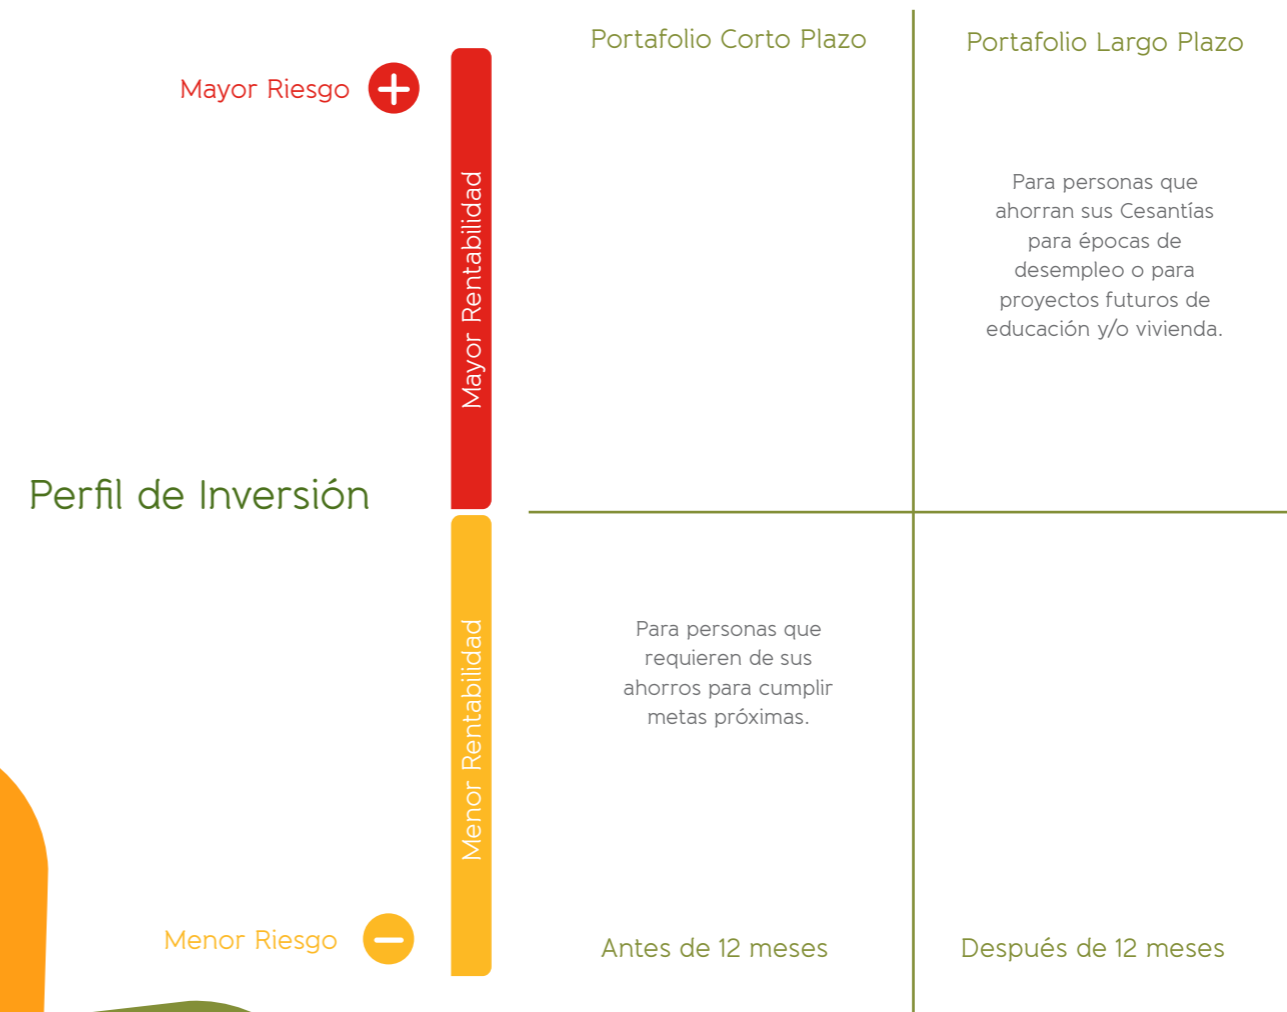 Portafolio Corto Plazo
Portafolio Largo Plazo
Mayor Riesgo
Mayor Rentabilidad
Para personas que
ahorran sus Cesantías
para épocas de
desempleo o para
proyectos futuros de
educación y/o vivienda.
Perfil de Inversión
Menor Rentabilidad
Para personas que
requieren de sus
ahorros para cumplir
metas próximas.
Menor Riesgo
Antes de 12 meses
Después de 12 meses